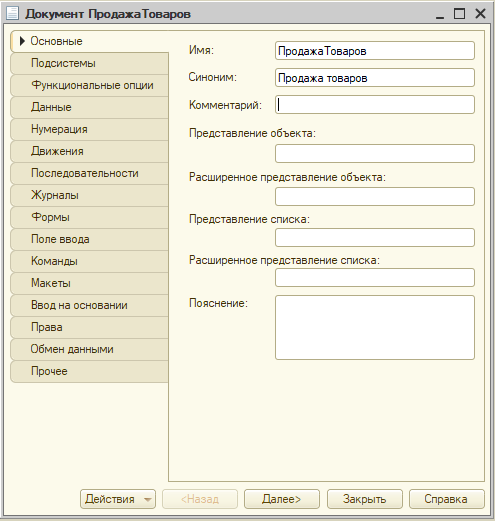 Документ ПродажаТоваров
Основные
Подсистемы
Функциональные опции
Данные
Нумерация
Движения
Последовательности
Журналы
Формы
Поле ввода
Команды
Макеты
Ввод на основании
Права
Обмен данными
Прочее
Имя: ПродажаТоваров
Синоним: Продажа товаров
Комментарий:
Представление объекта:
Расширенное представление объекта:
Представление списка:
Расширенное представление списка:
Пояснение:
Действия <Назад Далее> Закрыть Справка